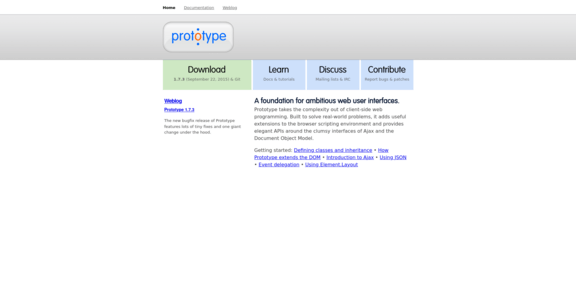 Home Documentation Weblog
prototype
Download Learn Discuss Contribute
1.7.3 (September 22, 2015) & Docs & tutorials Mailing lists & IRC Report bugs & patches
Weblog
Prototype 1.7.3
The new bugfix release of Prototype
features lots of tiny fixes and one giant
change under the hood.
A foundation for ambitious web user interfaces.
Prototype takes the complexity out of client-side web
programming. Built to solve real-world problems, it adds useful
extensions to the browser scripting environment and provides
elegant APIs around the clumsy interfaces of Ajax and the
Document Object Model.
Getting started: Defining classes and inheritance • How
Prototype extends the DOM • Introduction to Ajax • Using JSON
• Event delegation • Using Element.Layout